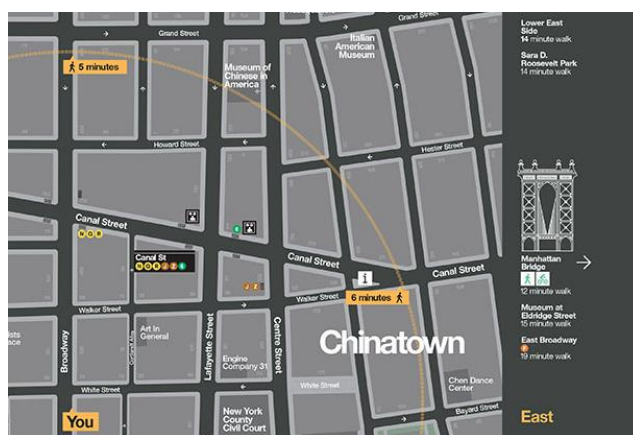 Grand Street
Grand Street
5 minutes
Museum of
Chinese in
America
Italian
American
Museum
Howard Street
Hester Street
Canal Street
N Q R
Canal St
N Q R J Z 6
6
J Z
Canal Street
Canal Street
i
6 minutes
Walker Street
Walker Street
Broadway
Cortlandt Alley
Art In
General
Lafayette Street
Engine
Company 31
Centre Street
Chinatown
White Street
White Street
Chen Dance
Center
You
New York
County
Civil Court
Bayard Street
Lower East
Side
14 minute walk
Sara D.
Roosevelt Park
14 minute walk
Manhattan
Bridge
12 minute walk
Museum at
Eldridge Street
15 minute walk
East Broadway
F
19 minute walk
East